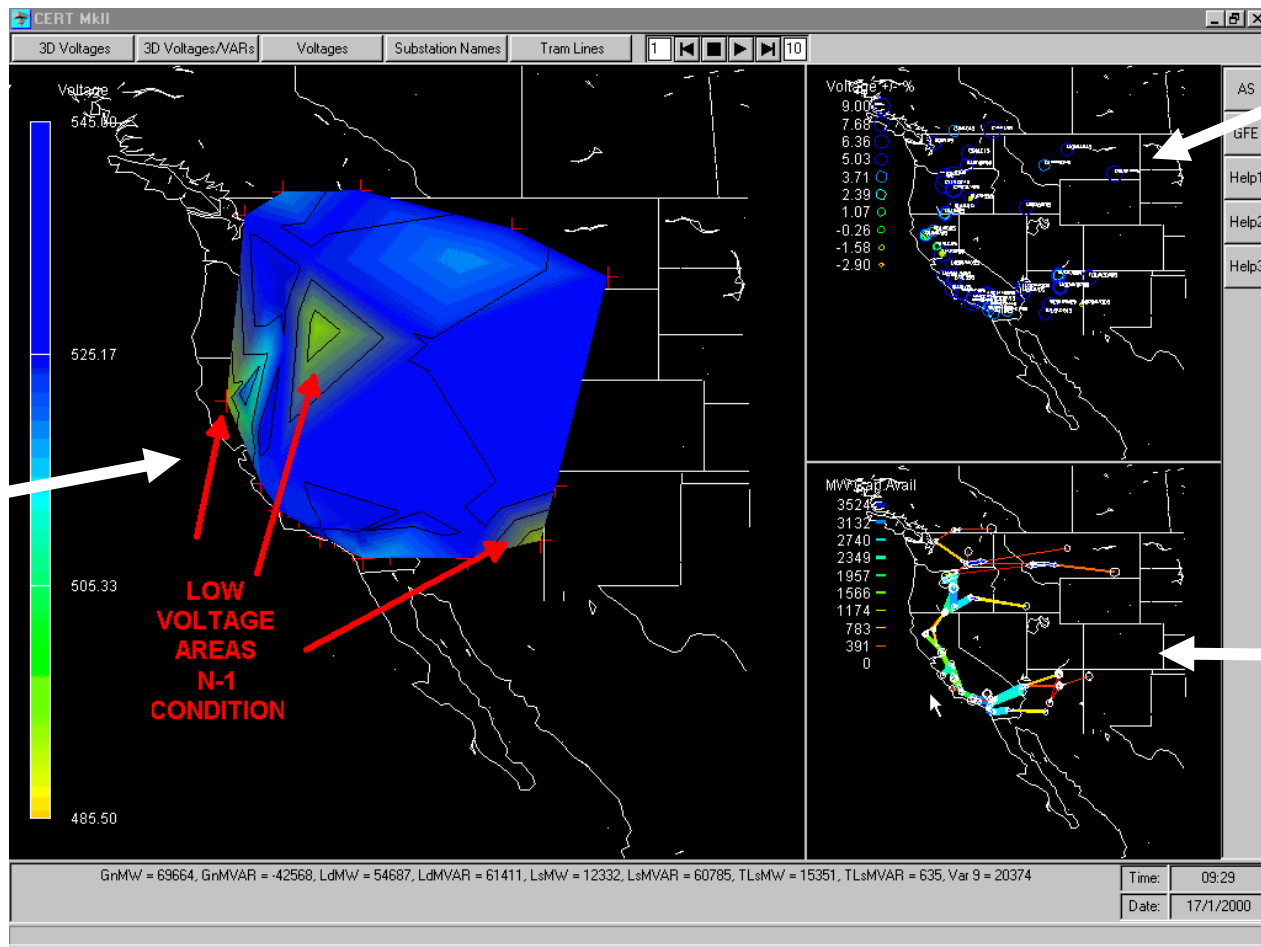 CERT MkII
3D Voltages
3D Voltages/VARs
Voltages
Substation Names
Tram Lines
1
10
Voltage
545.00
525.17
505.33
485.50
LOW
VOLTAGE
AREAS
N-1
CONDITION
Voltage +/- %
9.00
7.68
6.36
5.03
3.71
2.39
1.07
-0.26
-1.58
-2.90
MW Cap Avail
3524
3132
2740
2349
1957
1566
1174
783
391
0
AS
GFE
Help1
Help2
Help3
GnMW = 69664, GnMVAR = -42568, LdMW = 54687, LdMVAR = 61411, LsMW = 12332, LsMVAR = 60785, TLsMW = 15351, TLsMVAR = 635, Var 9 = 20374
Time: 09:29
Date: 17/1/2000